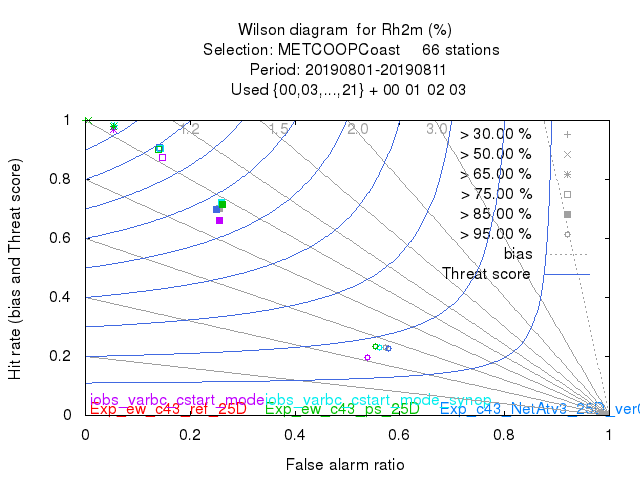 Wilson diagram for Rh2m (%)
Selection: METCOOPCoast 66 stations
Period: 20190801-20190811
Used {00,03,...,21} + 00 01 02 03
1.2 1.5 2.0 3.0
> 30.00 %
> 50.00 %
> 65.00 %
> 75.00 %
> 85.00 %
> 95.00 %
bias
Threat score
Hit rate (bias and Threat score)
1
0.8
0.6
0.4
0.2
0
jobs_varbc_cstart_mode jobs_varbc_cstart_mode_synop
Exp_ew_c43_ref_25D Exp_ew_c43_ps_25D Exp_c43_NetAtv3_25D_ver0
0 0.2 0.4 0.6 0.8 1
False alarm ratio